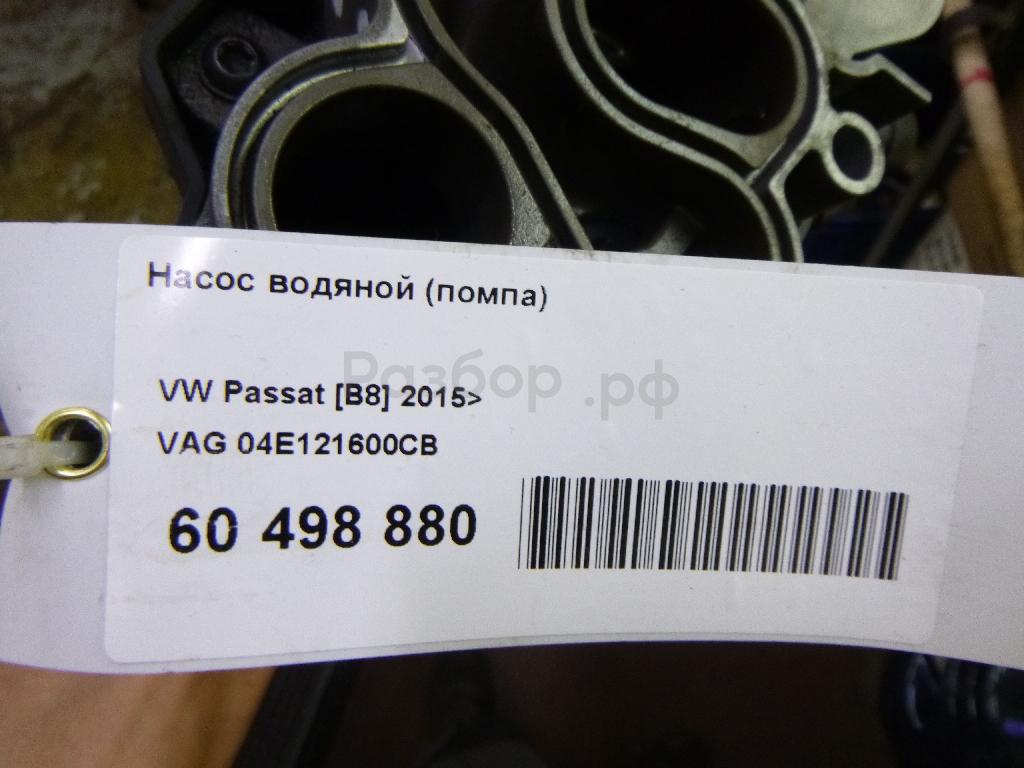 Насос водяной (помпа)
Разбор.рф
VW Passat [B8] 2015>
VAG 04E121600CB
60 498 880